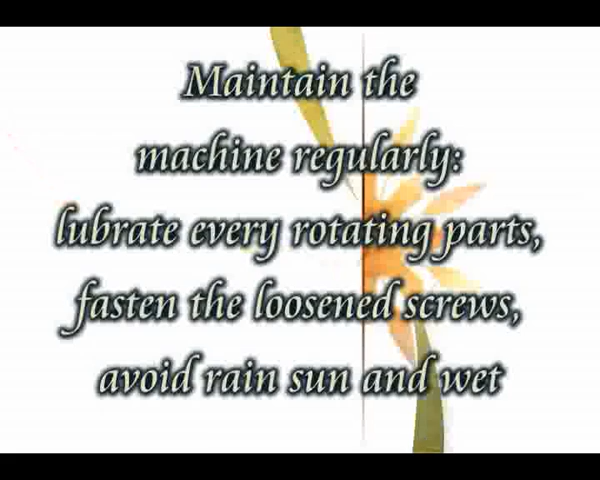 Maintain the
machine regularly:
lubrate every rotating parts,
fasten the loosened screws,
avoid rain sun and wet